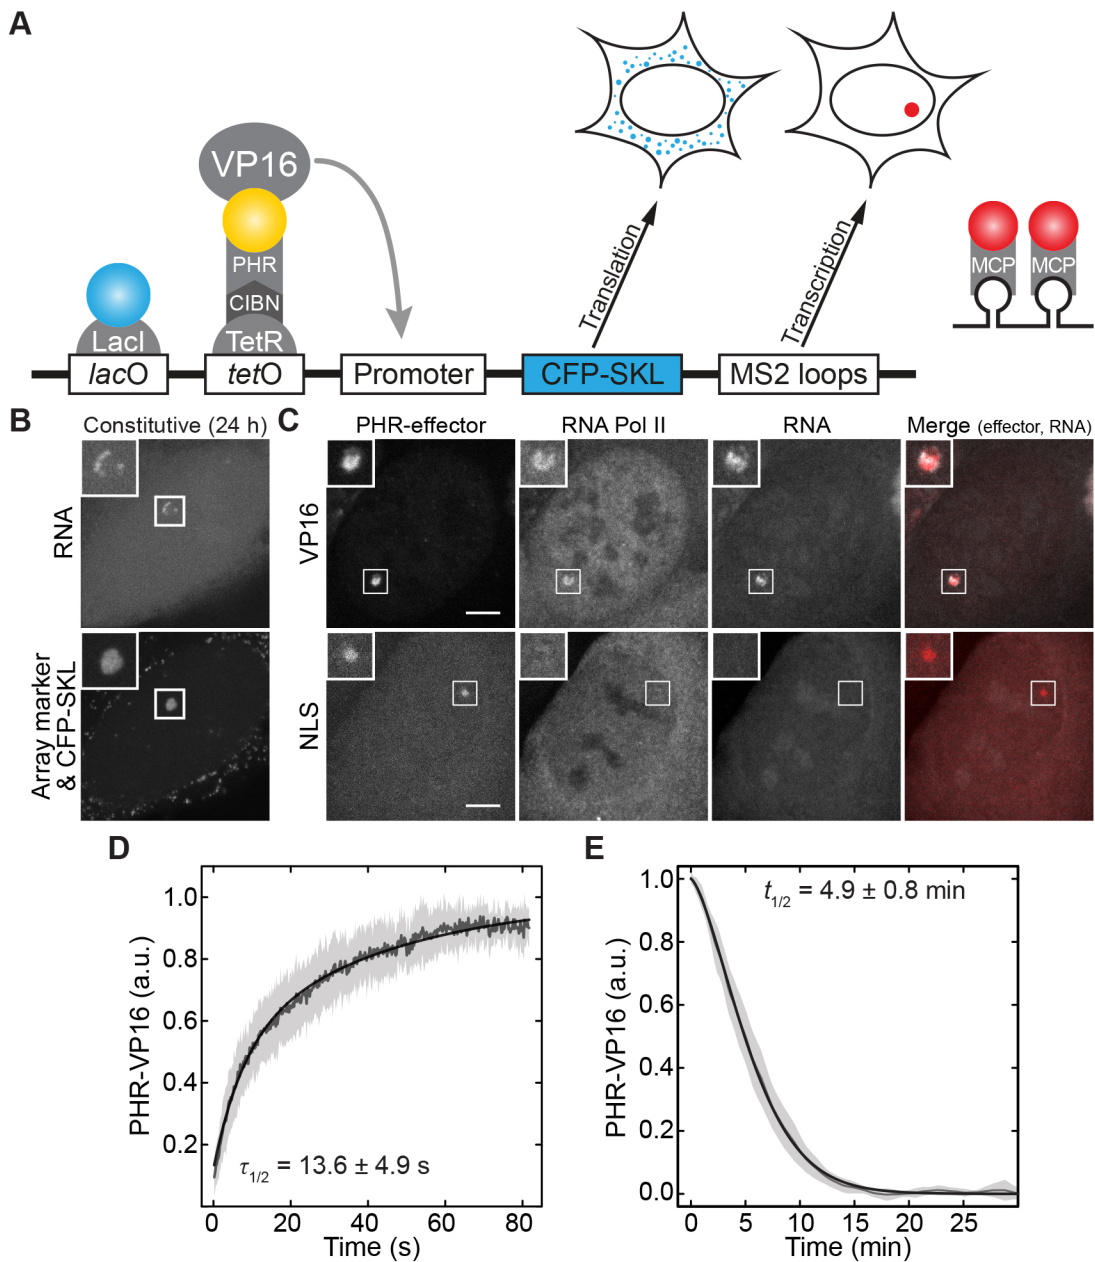 A
VP16
PHR
CIBN
LacI
TetR
lacO
tetO
Promoter
CFP-SKL
MS2 loops
Translation
Transcription
MCP
MCP
B
Constitutive (24 h)
RNA
Array marker
& CFP-SKL
C
PHR-effector
RNA Pol II
RNA
Merge (effector, RNA)
VP16
NLS
D
PHR-VP16 (a.u.)
1.0
0.8
0.6
0.4
0.2
τ1/2 = 13.6 ± 4.9 s
0
20
40
60
80
Time (s)
E
PHR-VP16 (a.u.)
1.0
0.8
0.6
0.4
0.2
0.0
t1/2 = 4.9 ± 0.8 min
0
5
10
15
20
25
Time (min)